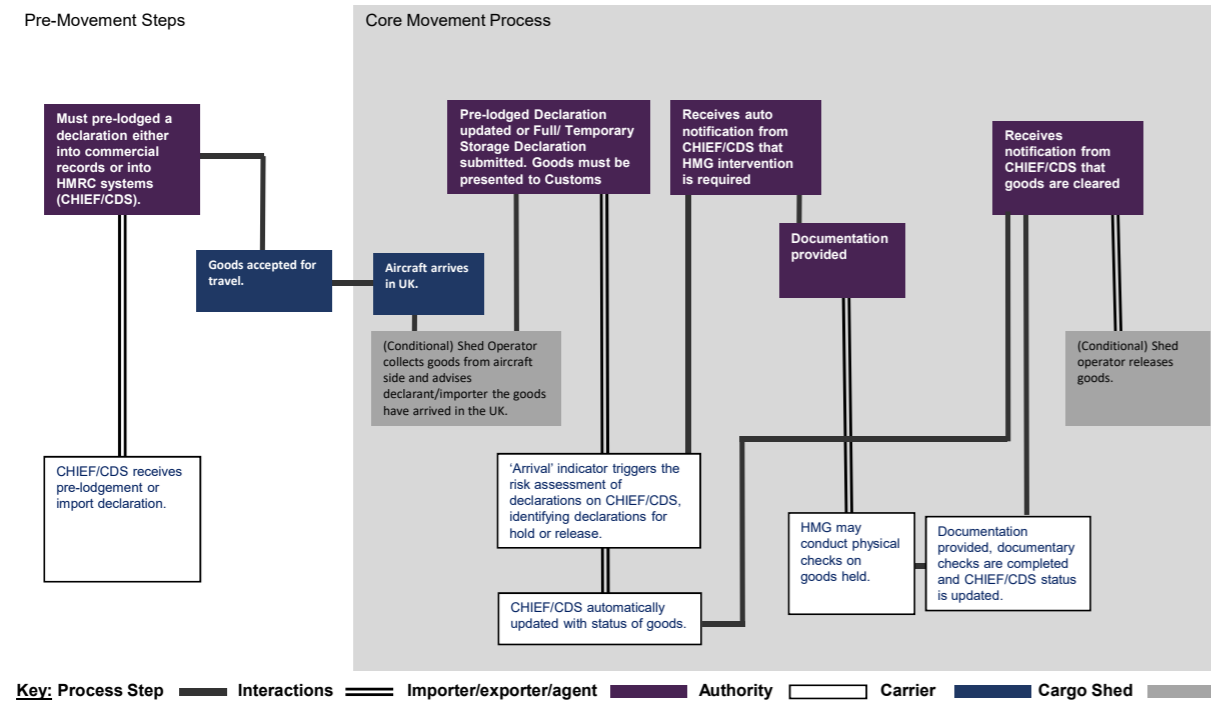 Pre-Movement Steps
Core Movement Process
Must pre-lodged a
declaration either
into commercial
records or into
HMRC systems
(CHIEF/CDS).
Goods accepted for
travel.
CHIEF/CDS receives
pre-lodgement or
import declaration.
Aircraft arrives
in UK.
(Conditional) Shed Operator
collects goods from aircraft
side and advises
declarant/importer the goods
have arrived in the UK.
Pre-lodged Declaration
updated or Full/ Temporary
Storage Declaration
submitted. Goods must be
presented to Customs
‘Arrival’ indicator triggers the
risk assessment of
declarations on CHIEF/CDS,
identifying declarations for
hold or release.
CHIEF/CDS automatically
updated with status of goods.
Receives auto
notification from
CHIEF/CDS that
HMG intervention
is required
Documentation
provided
HMG may
conduct physical
checks on
goods held.
Documentation
provided, documentary
checks are completed
and CHIEF/CDS status
is updated.
Receives
notification from
CHIEF/CDS that
goods are cleared
(Conditional) Shed
operator releases
goods.
Key: Process Step Interactions Importer/exporter/agent Authority Carrier Cargo Shed